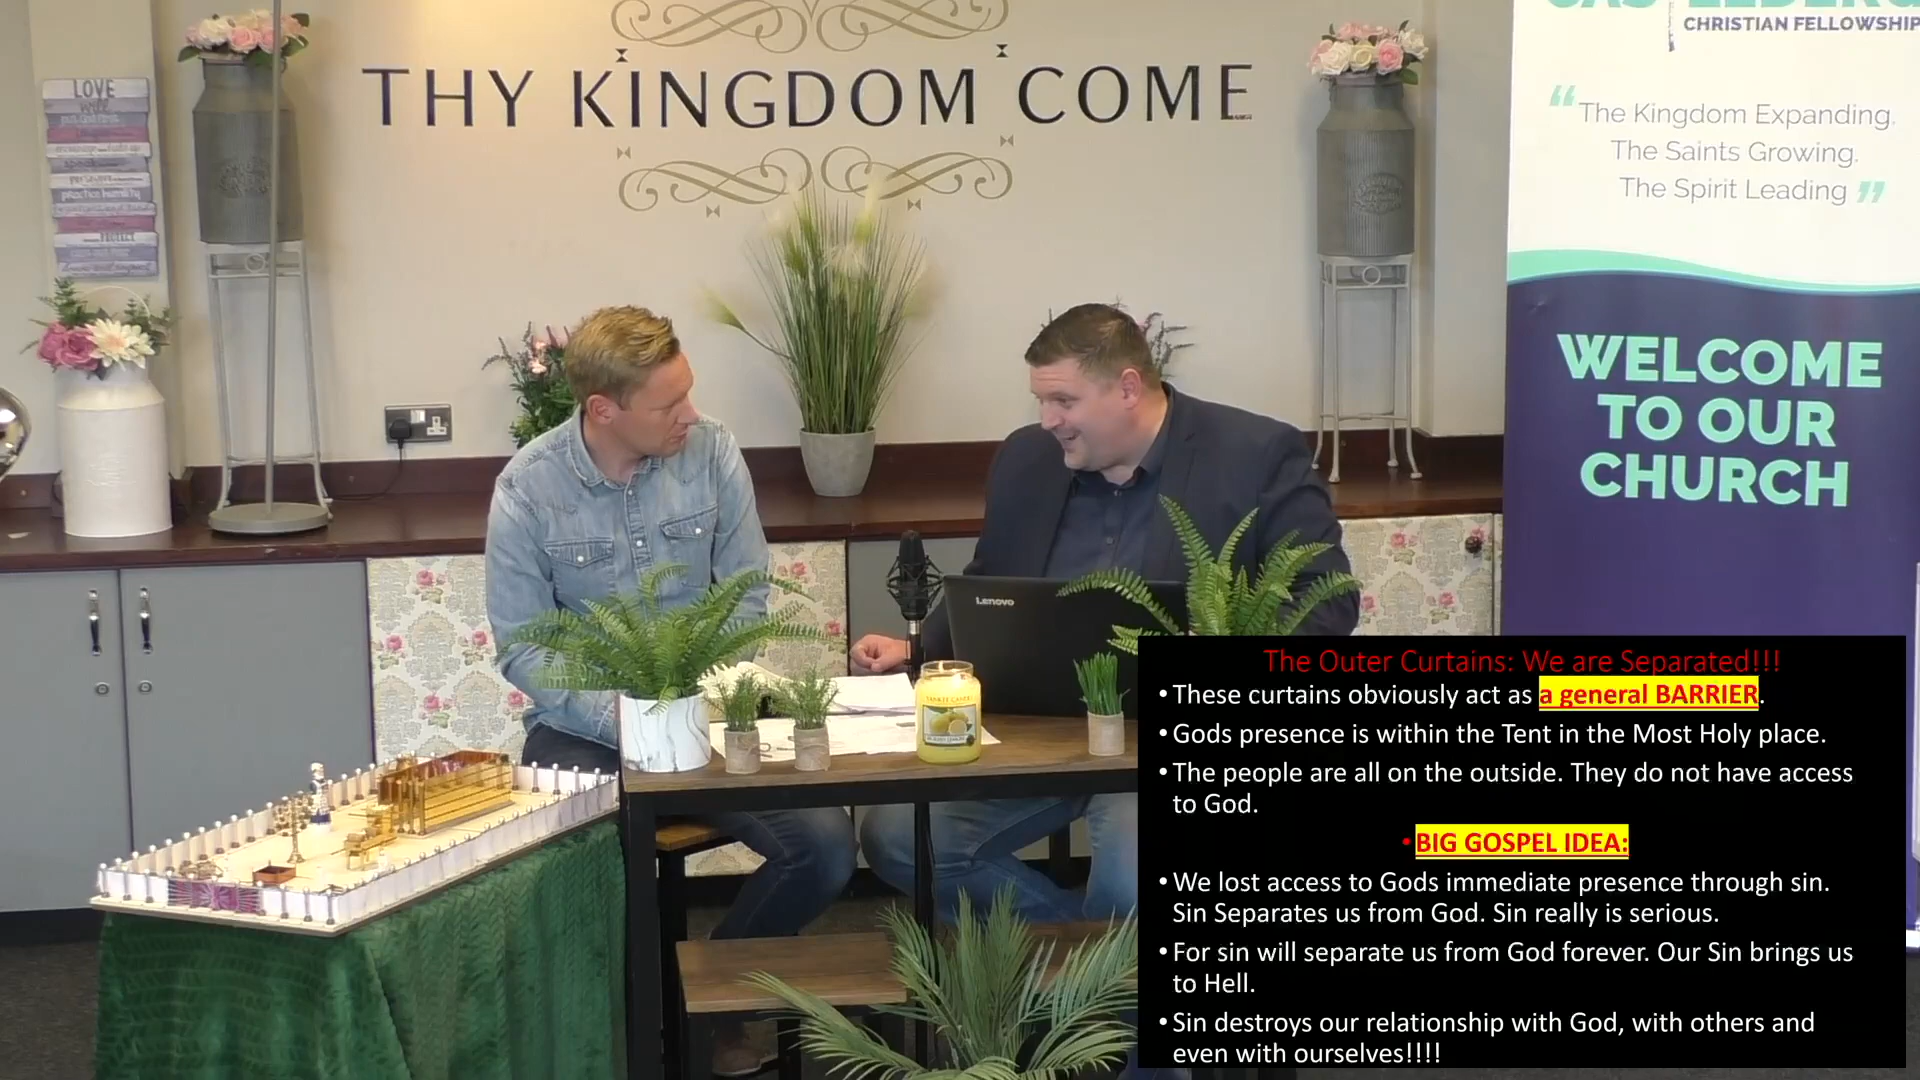 THY KINGDOM COME
LOVE
will
practice humility
CHRISTIAN FELLOWSHIP
“The Kingdom Expanding.
The Saints Growing.
The Spirit Leading”
WELCOME
TO OUR
CHURCH
Lenovo
The Outer Curtains: We are Separated!!!
• These curtains obviously act as a general BARRIER.
• Gods presence is within the Tent in the Most Holy place.
• The people are all on the outside. They do not have access
to God.
• BIG GOSPEL IDEA:
• We lost access to Gods immediate presence through sin.
Sin Separates us from God. Sin really is serious.
• For sin will separate us from God forever. Our Sin brings us
to Hell.
• Sin destroys our relationship with God, with others and
even with ourselves!!!!